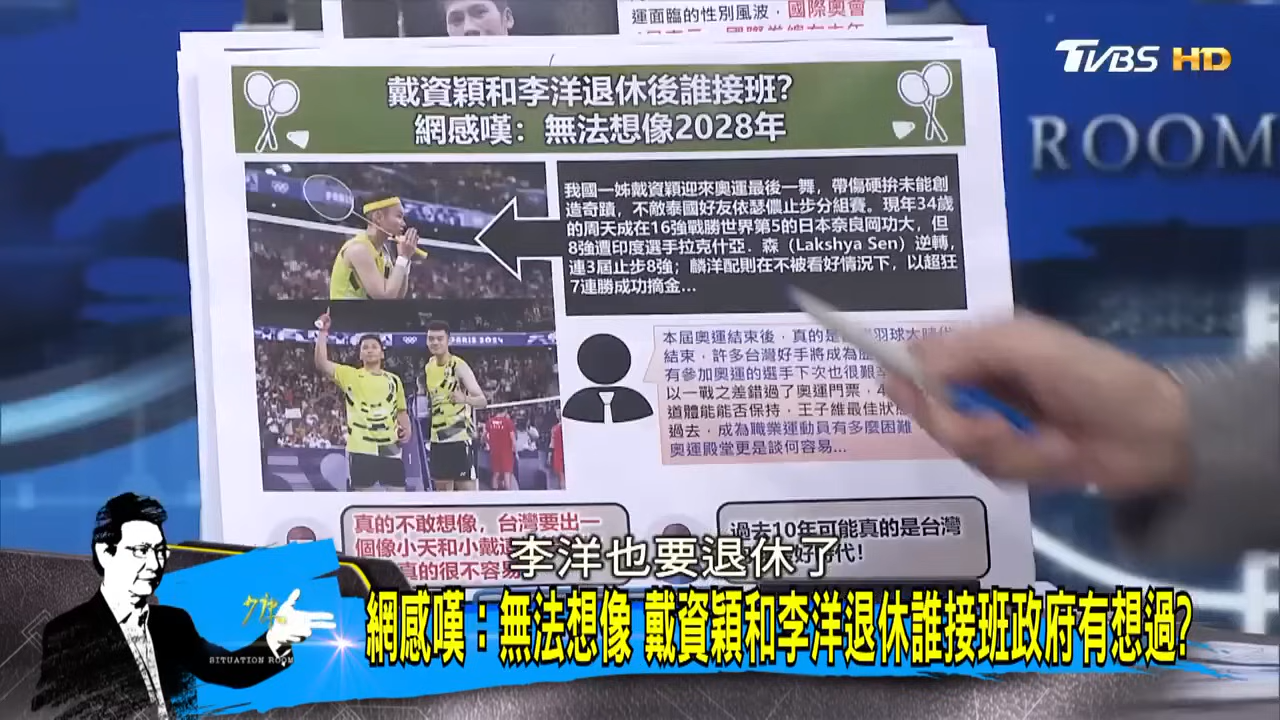 運面臨的性別風波，國際奧會
TVBS HD
ROOM
戴資穎和李洋退休後誰接班?
網感嘆：無法想像2028年
我國一姊戴資穎迎來奧運最後一舞，帶傷硬拚未能創
造奇蹟，不敵泰國好友依瑟儂止步分組賽。現年34歲
的周天成在16強戰勝世界第5的日本奈良岡功大，但
8強遭印度選手拉克什亞．森（Lakshya Sen）逆轉，
連3屆止步8強；麟洋配則在不被看好情況下，以超狂
7連勝成功摘金...
PARIS 2024
本屆奧運結束後，真的是
羽球大
結束，許多台灣好手將成為
有參加奧運的選手下次也很艱
以一戰之差錯過了奧運門票，4
道體能能否保持，王子維最佳狀
過去，成為職業運動員有多麼困難
奧運殿堂更是談何容易...
真的不敢想像，台灣要出一
個像小天和小戴
真的很不容易
過去10年可能真的是台灣
代！
李洋也要退休了
SITUATION ROOM
網感嘆：無法想像 戴資穎和李洋退休誰接班政府有想過?